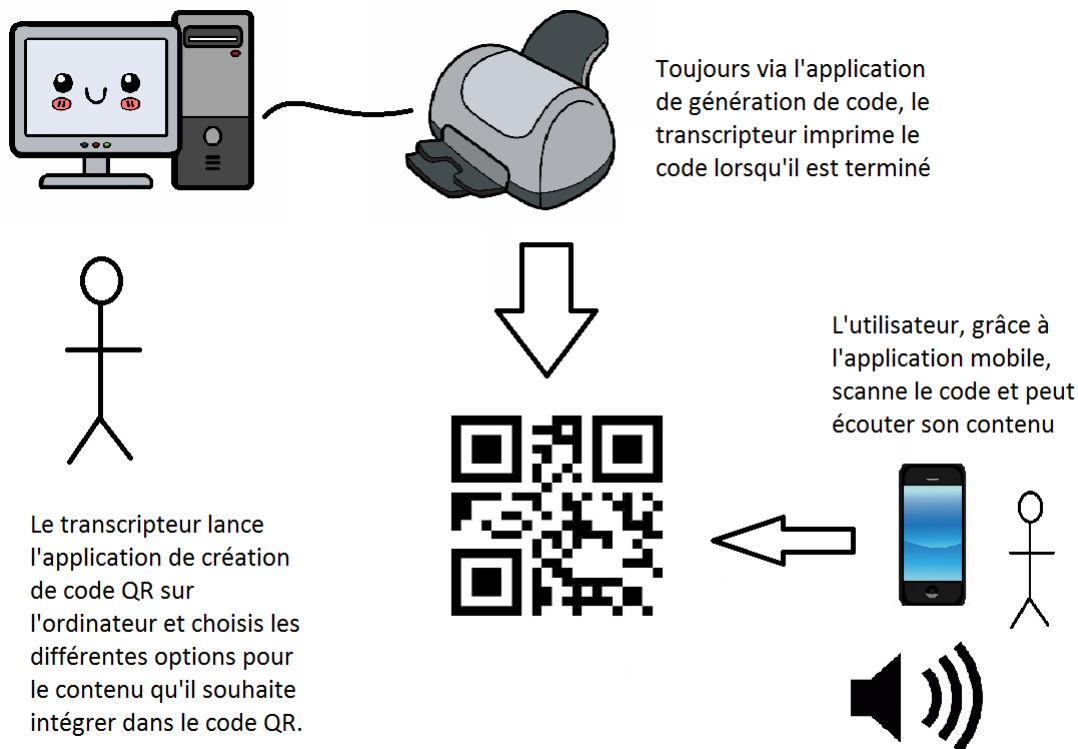 Toujours via l'application
de génération de code, le
transcripteur imprime le
code lorsqu'il est terminé
L'utilisateur, grâce à
l'application mobile,
scanne le code et peut
écouter son contenu
Le transcripteur lance
l'application de création
de code QR sur
l'ordinateur et choisis les
différentes options pour
le contenu qu'il souhaite
intégrer dans le code QR.